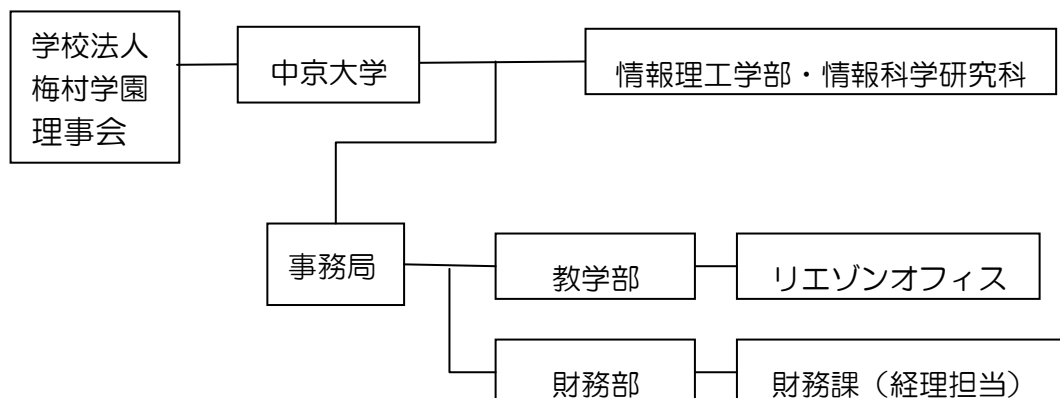 学校法人
梅村学園
理事会
中京大学
情報理工学部・情報科学研究科
事務局
教学部
リエゾンオフィス
財務部
財務課（経理担当）